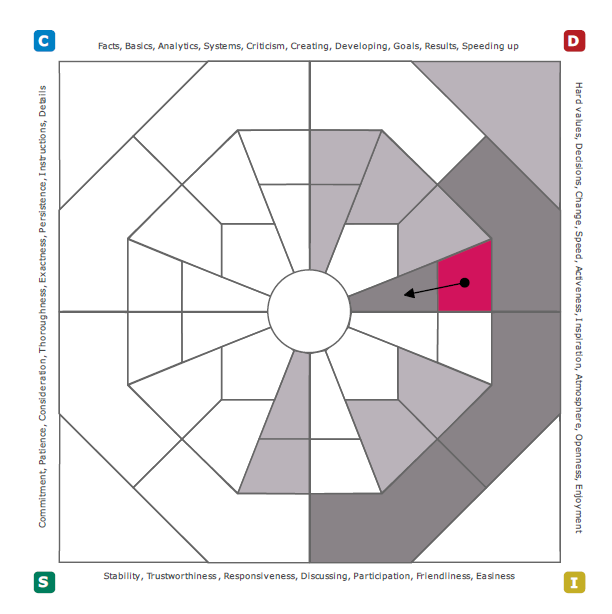 C
D
Facts, Basics, Analytics, Systems, Criticism, Creating, Developing, Goals, Results, Speeding up
Commitment, Patience, Consideration, Thoroughness, Exactness, Persistence, Instructions, Details
Hard values, Decisions, Change, Speed, Activeness, Inspiration, Atmosphere, Openness, Enjoyment
Stability, Trustworthiness, Responsiveness, Discussing, Participation, Friendliness, Easiness
S
I